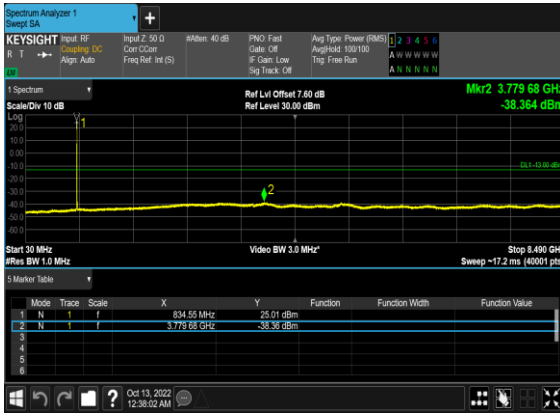 Spectrum Analyzer 1
Swept SA
+
KEYSIGHT Input: RF Input Z: 50 Ω #Atten: 40 dB PNO: Fast Avg Type: Power (RMS) 1 2 3 4 5 6
R T Coupling: DC Corr CCorr Gate: Off Avg|Hold: 100/100 A W W W W W
Align: Auto Freq Ref: Int (S) IF Gain: Low Trig: Free Run
Sig Track: Off A N N N N N
1 Spectrum
Ref Lvl Offset 7.60 dB Mkr2 3.779 68 GHz
Scale/Div 10 dB Ref Level 30.00 dBm -38.364 dBm
Log
1
20.0
10.0
0.00
-10.0
DL1 -13.00 dBm
-20.0
-30.0
2
-40.0
-50.0
-60.0
Start 30 MHz Video BW 3.0 MHz* Stop 8.490 GHz
#Res BW 1.0 MHz Sweep ~17.2 ms (40001 pts)
5 Marker Table
Mode Trace Scale X Y Function Function Width Function Value
1 N 1 f 834.55 MHz 25.01 dBm
2 N 1 f 3.779 68 GHz -38.36 dBm
3
4
5
6
? Oct 13, 2022
12:38:02 AM